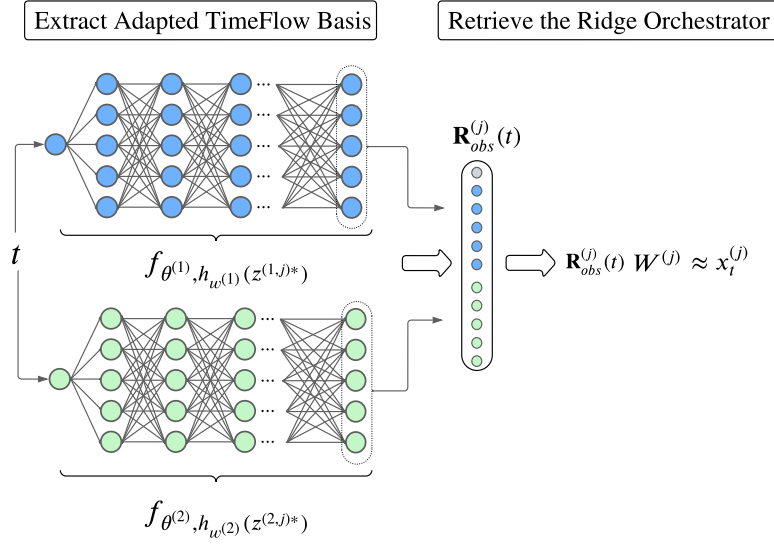 Extract Adapted TimeFlow Basis
Retrieve the Ridge Orchestrator
...
...
...
R_{obs}^{(j)}(t)
t
f_{θ^{(1)}, h_{w^{(1)}}(z^{(1,j)*})}
R_{obs}^{(j)}(t) W^{(j)} ≈ x_t^{(j)}
...
...
...
f_{θ^{(2)}, h_{w^{(2)}}(z^{(2,j)*})}